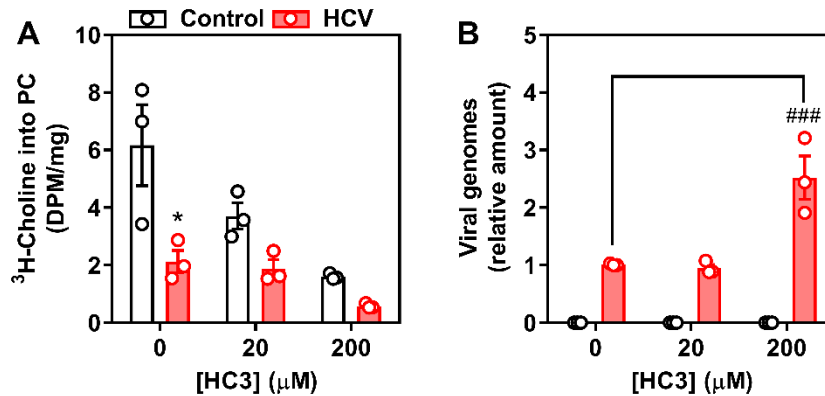 A
Control
HCV
³H-Choline into PC
(DPM/mg)
10
8
6
4
2
0
*
0
20
200
[HC3] (μM)
B
Viral genomes
(relative amount)
5
4
3
2
1
0
###
0
20
200
[HC3] (μM)